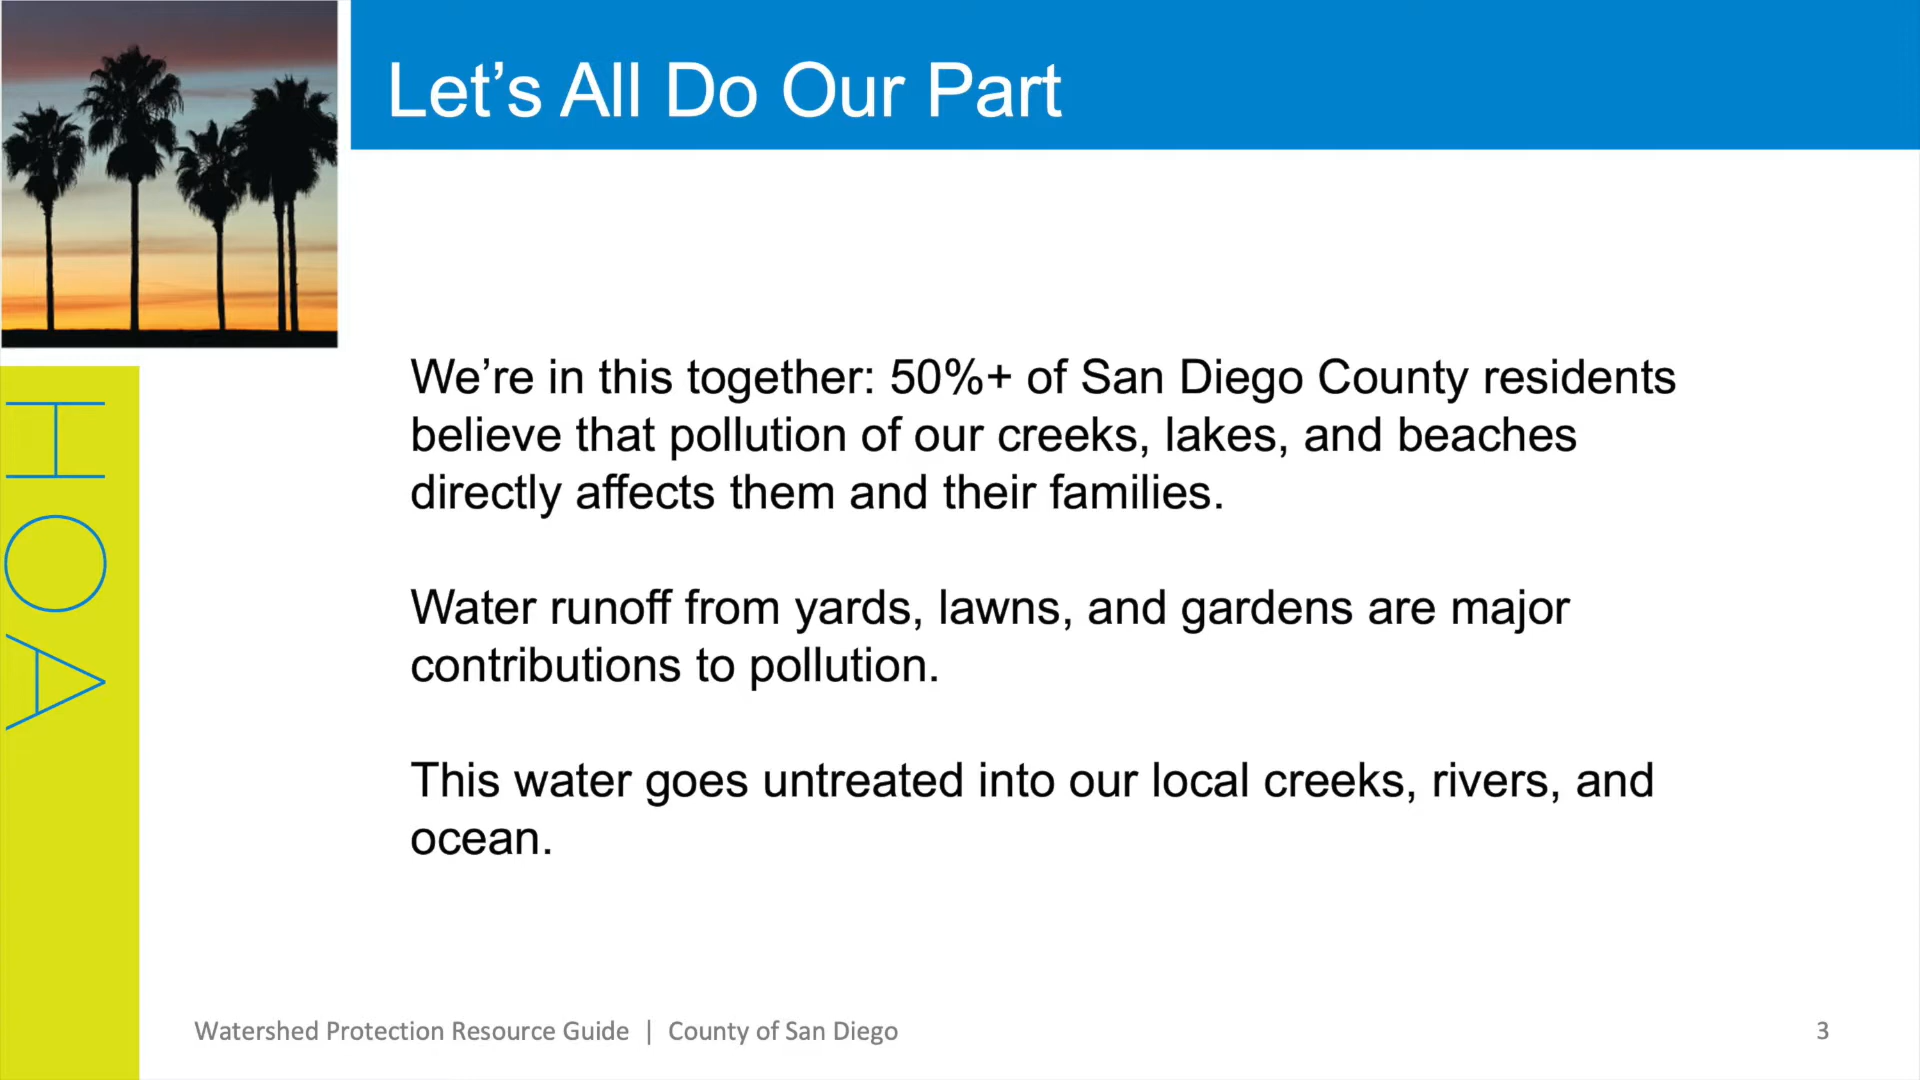 Let’s All Do Our Part
HOA
We’re in this together: 50%+ of San Diego County residents
believe that pollution of our creeks, lakes, and beaches
directly affects them and their families.
Water runoff from yards, lawns, and gardens are major
contributions to pollution.
This water goes untreated into our local creeks, rivers, and
ocean.
Watershed Protection Resource Guide | County of San Diego
3